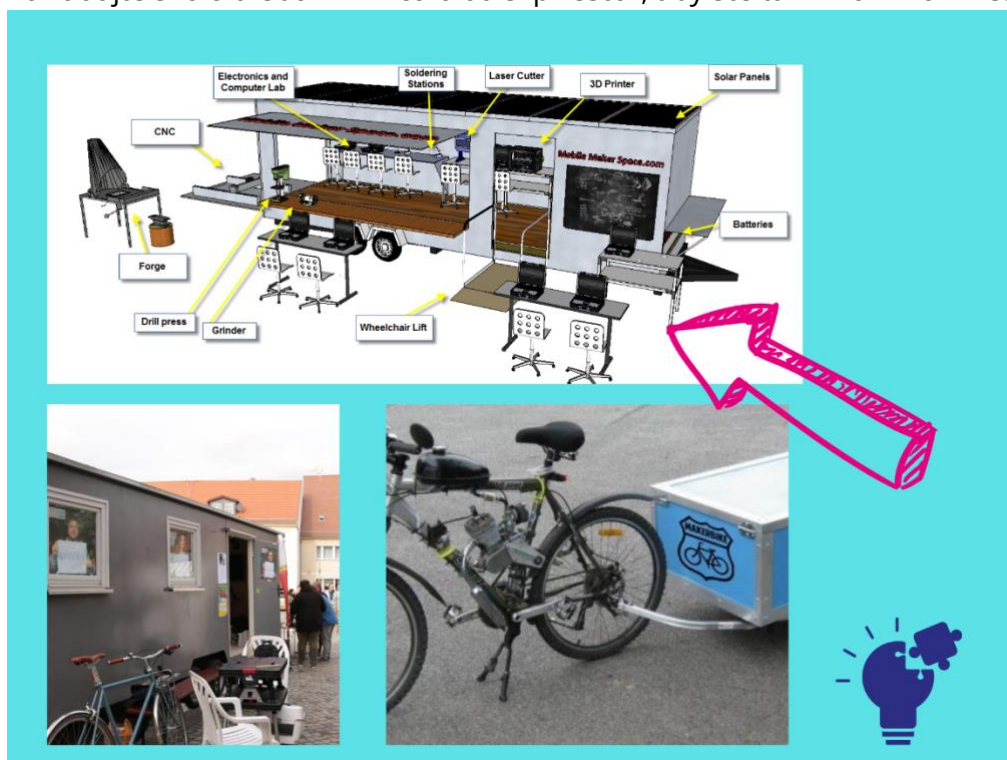 Electronics and
Computer Lab
Soldering
Stations
Laser Cutter
3D Printer
Solar Panels
CNC
Mobile Maker Space.com
Batteries
Forge
Drill press
Grinder
Wheelchair Lift
MAKERBIKE